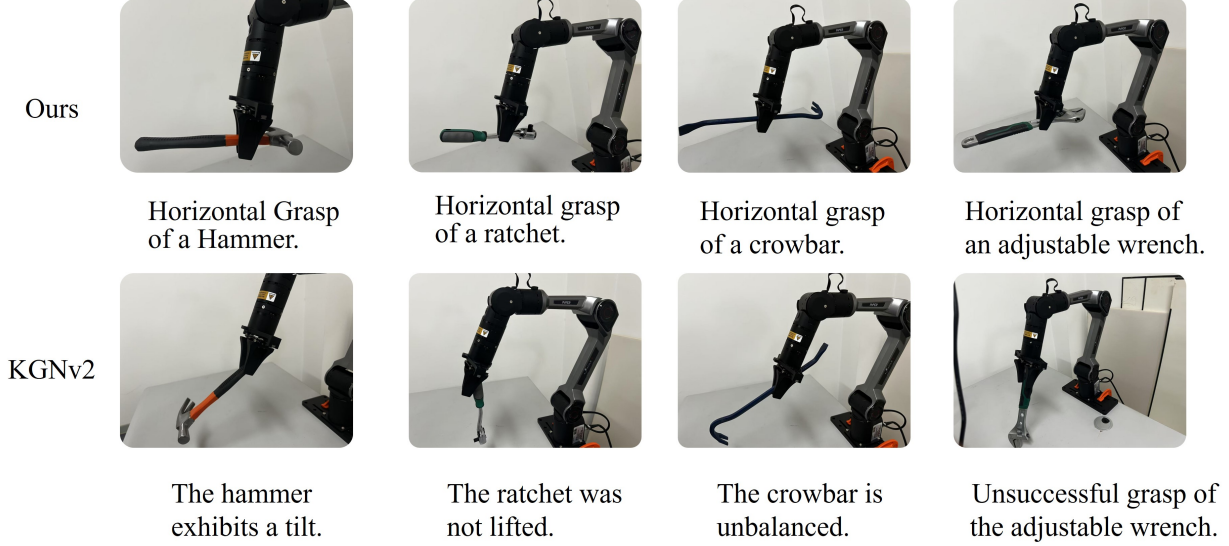 Ours
Horizontal Grasp
of a Hammer.
Horizontal grasp
of a ratchet.
Horizontal grasp
of a crowbar.
Horizontal grasp of
an adjustable wrench.
KGNv2
The hammer
exhibits a tilt.
The ratchet was
not lifted.
The crowbar is
unbalanced.
Unsuccessful grasp of
the adjustable wrench.